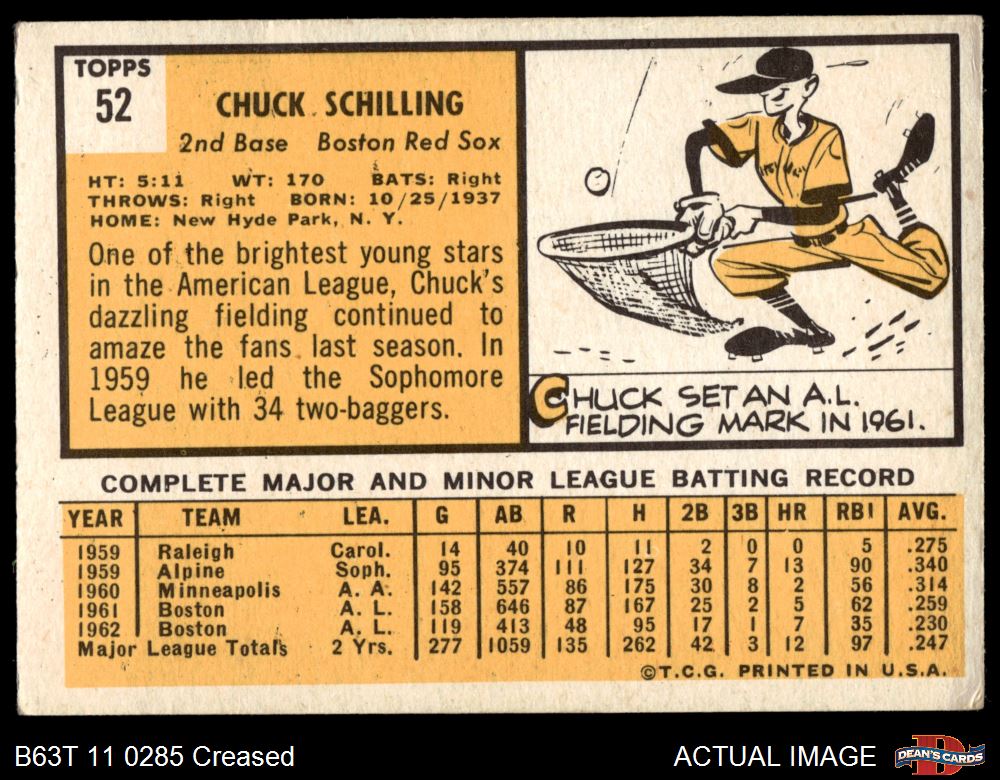 TOPPS
52
CHUCK SCHILLING
2nd Base Boston Red Sox
HT: 5:11 WT: 170 BATS: Right
THROWS: Right BORN: 10/25/1937
HOME: New Hyde Park, N. Y.
One of the brightest young stars
in the American League, Chuck's
dazzling fielding continued to
amaze the fans last season. In
1959 he led the Sophomore
League with 34 two-baggers.
CHUCK SET AN A.L.
FIELDING MARK IN 1961.
COMPLETE MAJOR AND MINOR LEAGUE BATTING RECORD
YEAR TEAM LEA. G AB R H 2B 3B HR RBI AVG.
1959 Raleigh Carol. 14 40 10 11 2 0 0 5 .275
1959 Alpine Soph. 95 374 111 127 34 7 13 90 .340
1960 Minneapolis A. A. 142 557 86 175 30 8 2 56 .314
1961 Boston A. L. 158 646 87 167 25 2 5 62 .259
1962 Boston A. L. 119 413 48 95 17 1 7 35 .230
Major League Totals 2 Yrs. 277 1059 135 262 42 3 12 97 .247
©T.C.G. PRINTED IN U.S.A.
B63T 11 0285 Creased
ACTUAL IMAGE
DEAN'S CARDS